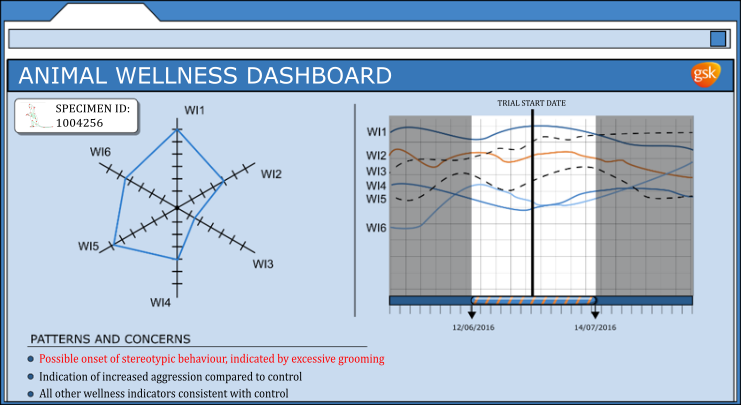 ANIMAL WELLNESS DASHBOARD
gsk
SPECIMEN ID:
1004256
WI1
WI2
WI3
WI4
WI5
WI6
TRIAL START DATE
WI1
WI2
WI3
WI4
WI5
WI6
12/06/2016
14/07/2016
PATTERNS AND CONCERNS
Possible onset of stereotypic behaviour, indicated by excessive grooming
Indication of increased aggression compared to control
All other wellness indicators consistent with control